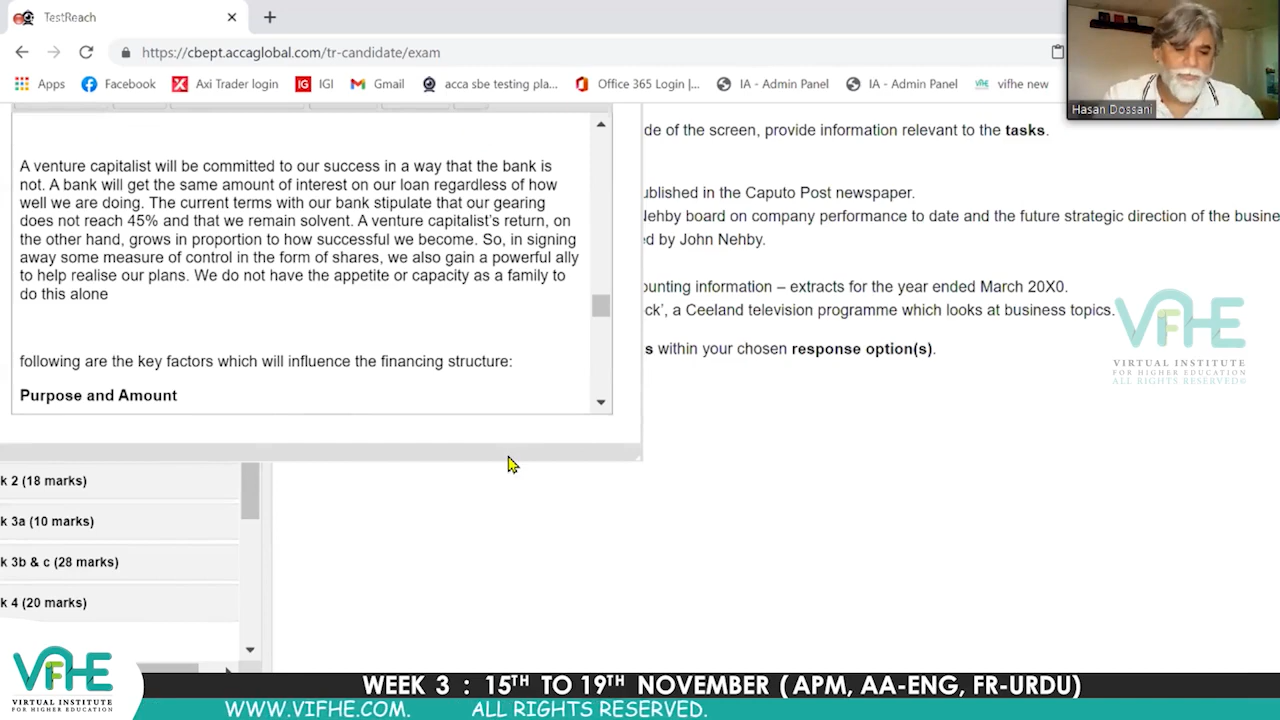 TestReach
https://cbept.accaglobal.com/tr-candidate/exam
Apps Facebook Axi Trader login IG IGI Gmail acca sbe testing pla... Office 365 Login |... IA - Admin Panel IA - Admin Panel vifhe new
Hasan Dossani
de of the screen, provide information relevant to the tasks.
A venture capitalist will be committed to our success in a way that the bank is
not. A bank will get the same amount of interest on our loan regardless of how
well we are doing. The current terms with our bank stipulate that our gearing
does not reach 45% and that we remain solvent. A venture capitalist's return, on
the other hand, grows in proportion to how successful we become. So, in signing
away some measure of control in the form of shares, we also gain a powerful ally
to help realise our plans. We do not have the appetite or capacity as a family to
do this alone
following are the key factors which will influence the financing structure:
Purpose and Amount
ublished in the Caputo Post newspaper.
Nehby board on company performance to date and the future strategic direction of the busine
ed by John Nehby.
ounting information – extracts for the year ended March 20X0.
ck', a Ceeland television programme which looks at business topics.
s within your chosen response option(s).
VIFHE
VIRTUAL INSTITUTE
FOR HIGHER EDUCATION
ALL RIGHTS RESERVED©
k 2 (18 marks)
k 3a (10 marks)
k 3b & c (28 marks)
k 4 (20 marks)
VIFHE
VIRTUAL INSTITUTE
FOR HIGHER EDUCATION
WEEK 3 : 15TH TO 19TH NOVEMBER (APM, AA-ENG, FR-URDU)
WWW.VIFHE.COM. ALL RIGHTS RESERVED.